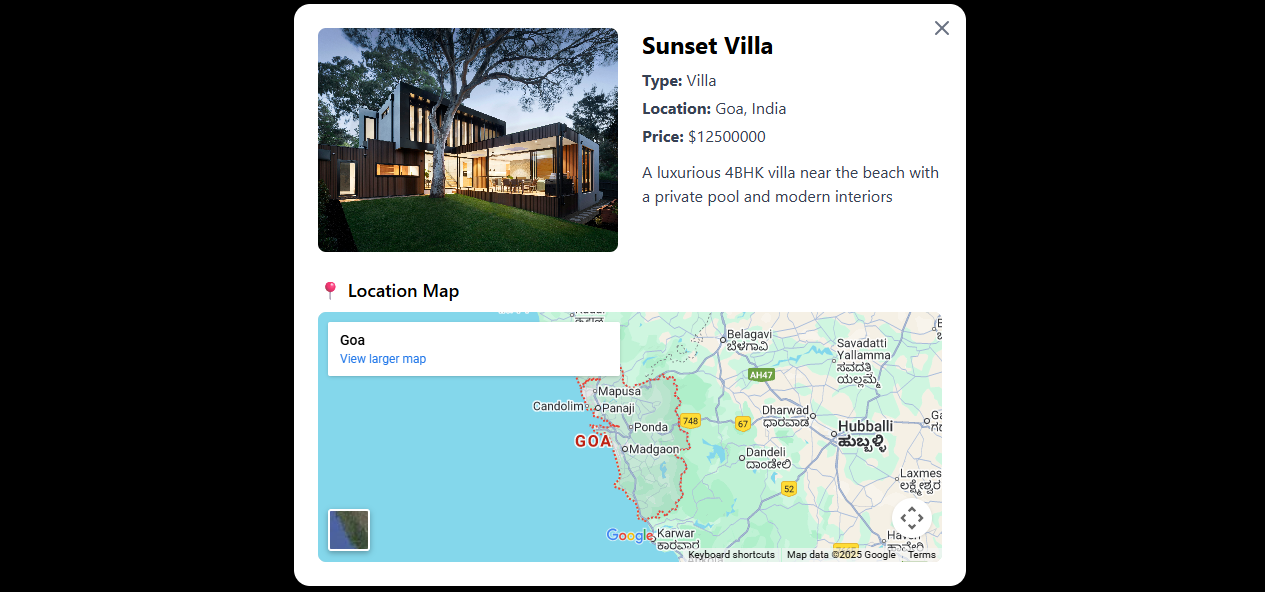 Sunset Villa
Type: Villa
Location: Goa, India
Price: $12500000
A luxurious 4BHK villa near the beach with
a private pool and modern interiors
Location Map
Goa
View larger map
Belagavi
ಬೆಳಗಾವಿ
Savadatti
Yallamma
ಸವದತ್ತಿ
ಯಲ್ಲಮ್ಮ
AH47
Mapusa
Candolim
Panaji
748
67
Dharwad
ಧಾರವಾಡ
Ponda
Hubballi
ಹುಬ್ಬಳ್ಳಿ
GOA
Madgaon
Dandeli
ದಾಂಡೇಲಿ
Laxmes
ಲಕ್ಷ್ಮೇಶ್ವರ
52
Google
Karwar
ಕಾರವಾರ
Keyboard shortcuts
Map data ©2025 Google
Terms